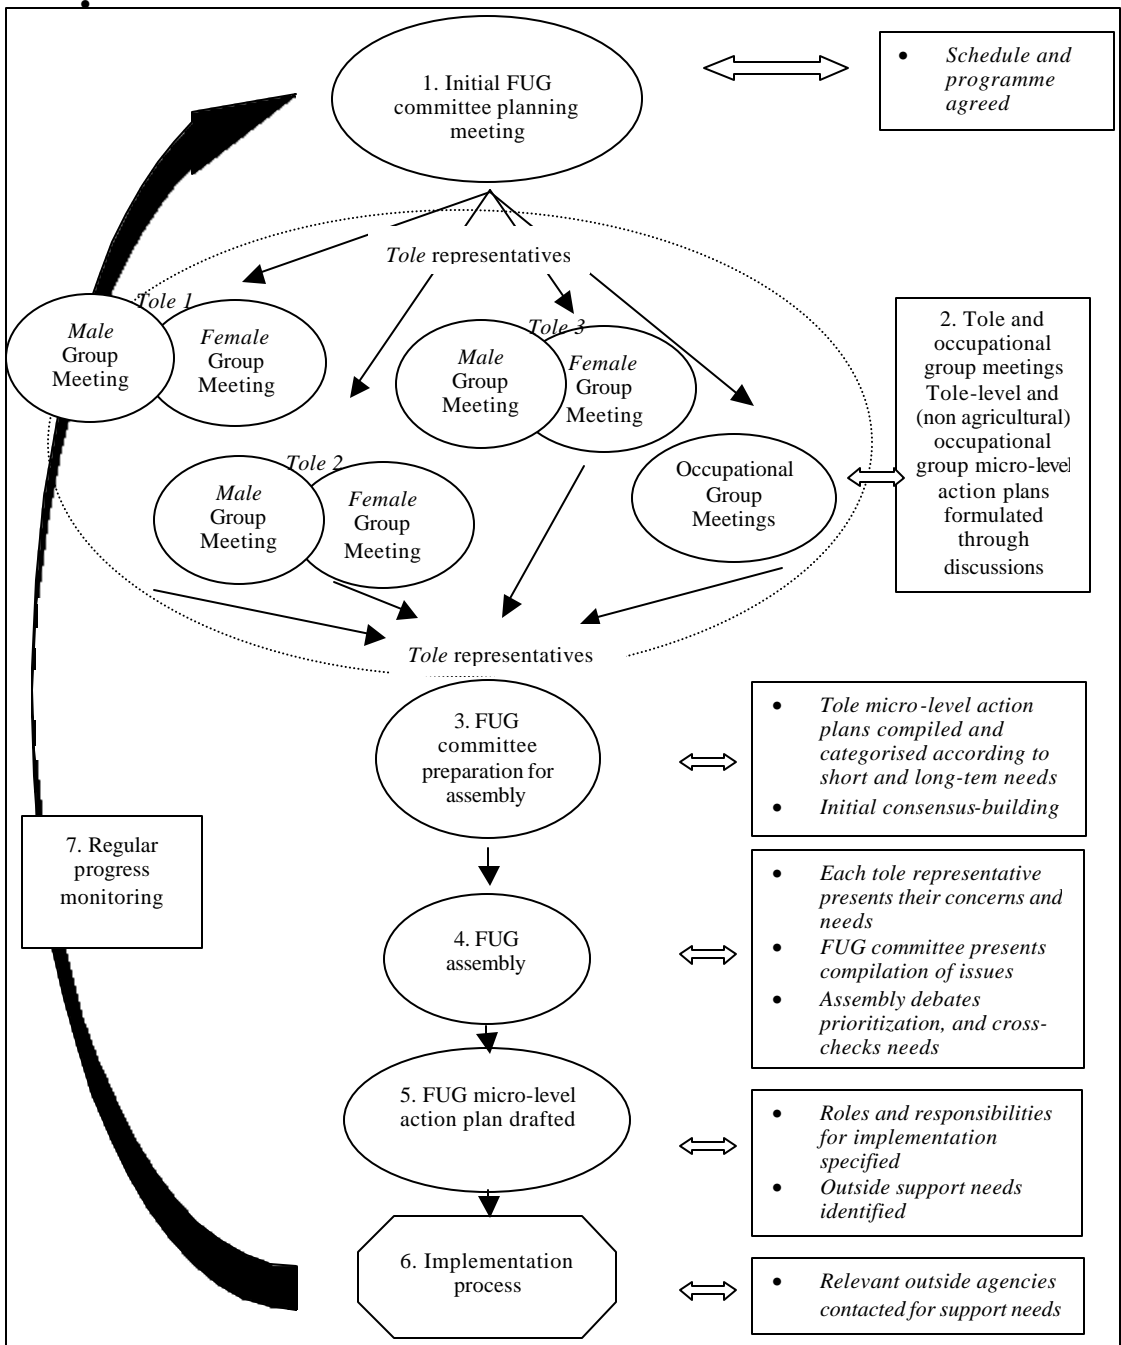 1. Initial FUG
committee planning
meeting
• Schedule and
programme
agreed
Tole representatives
Tole 1
Male
Group
Meeting
Female
Group
Meeting
Tole 3
Male
Group
Meeting
Female
Group
Meeting
Tole 2
Male
Group
Meeting
Female
Group
Meeting
Occupational
Group
Meetings
2. Tole and
occupational
group meetings
Tole-level and
(non agricultural)
occupational
group micro-level
action plans
formulated
through
discussions
Tole representatives
3. FUG
committee
preparation for
assembly
• Tole micro-level action
plans compiled and
categorised according to
short and long-tem needs
• Initial consensus-building
7. Regular
progress
monitoring
4. FUG
assembly
• Each tole representative
presents their concerns and
needs
• FUG committee presents
compilation of issues
• Assembly debates
prioritization, and cross-
checks needs
5. FUG micro-level
action plan drafted
• Roles and responsibilities
for implementation
specified
• Outside support needs
identified
6. Implementation
process
• Relevant outside agencies
contacted for support needs